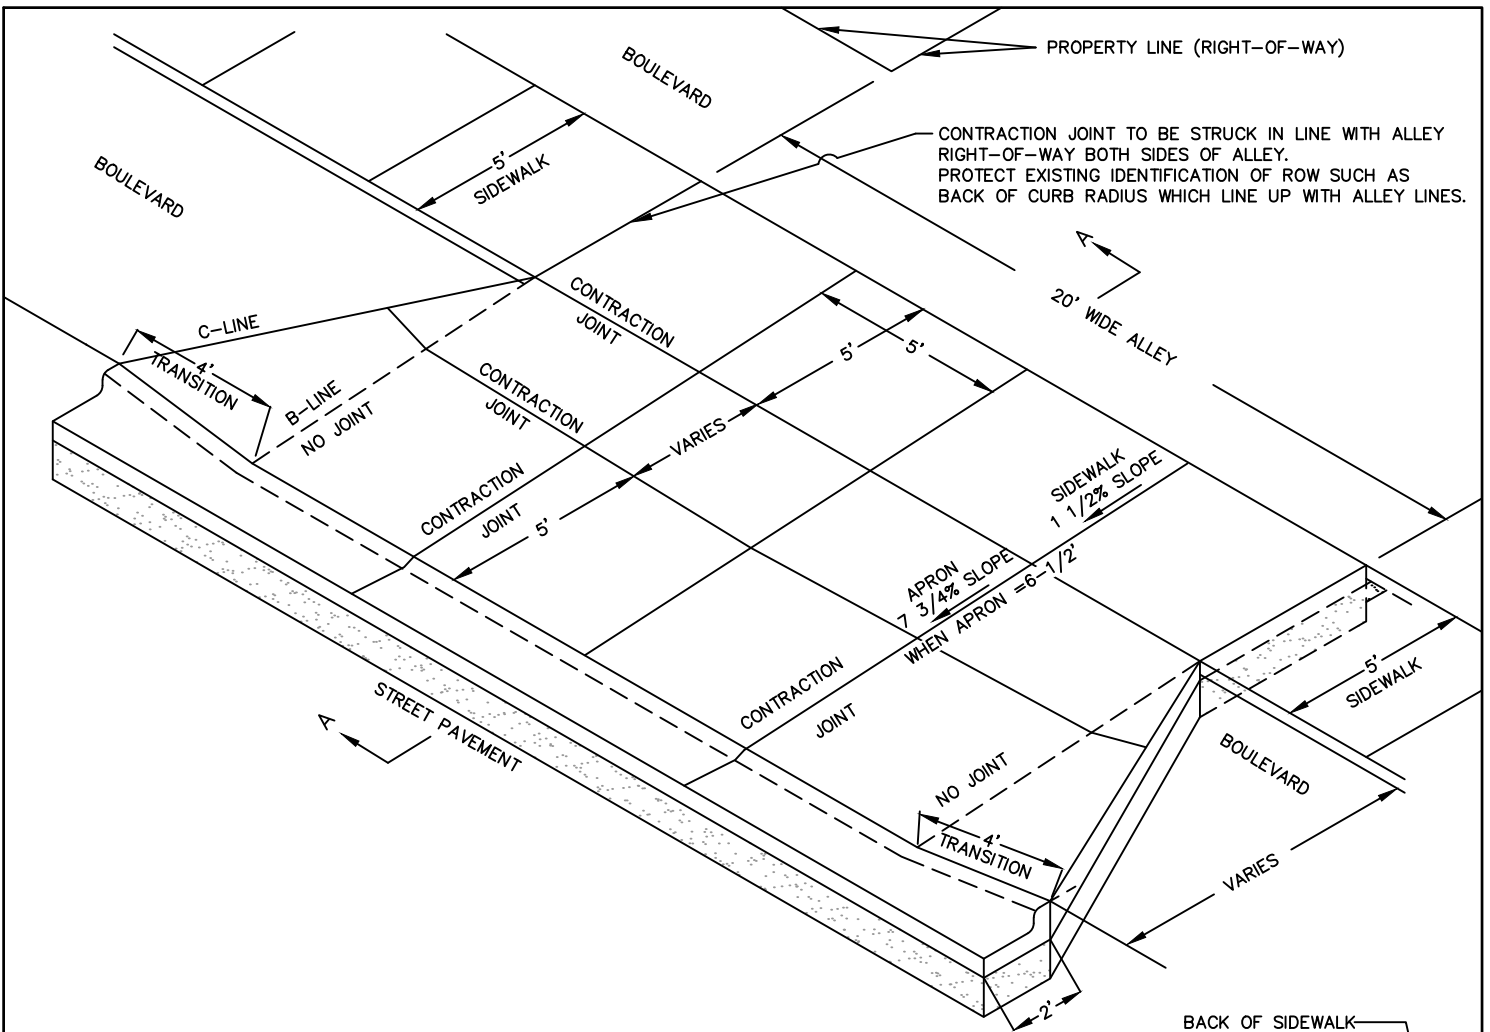 PROPERTY LINE (RIGHT-OF-WAY)
BOULEVARD
CONTRACTION JOINT TO BE STRUCK IN LINE WITH ALLEY
RIGHT-OF-WAY BOTH SIDES OF ALLEY.
PROTECT EXISTING IDENTIFICATION OF ROW SUCH AS
BACK OF CURB RADIUS WHICH LINE UP WITH ALLEY LINES.
BOULEVARD
5'
SIDEWALK
A
20' WIDE ALLEY
CONTRACTION
JOINT
C-LINE
4'
TRANSITION
B-LINE
NO JOINT
CONTRACTION
JOINT
5'
5'
VARIES
CONTRACTION
JOINT
5'
SIDEWALK
1 1/2% SLOPE
APRON
7 3/4% SLOPE
WHEN APRON =6-1/2'
CONTRACTION
JOINT
STREET PAVEMENT
A
NO JOINT
4'
TRANSITION
5'
SIDEWALK
BOULEVARD
VARIES
2'
BACK OF SIDEWALK